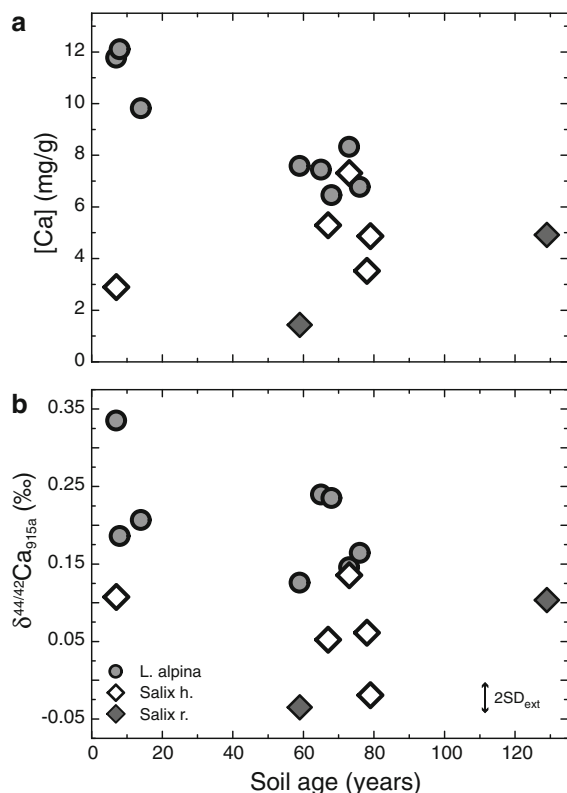 a
12
10
8
6
4
2
0
[Ca] (mg/g)
b
0.35
0.25
0.15
0.05
-0.05
δ44/42Ca915a (‰)
L. alpina
Salix h.
Salix r.
2SDext
0 20 40 60 80 100 120
Soil age (years)